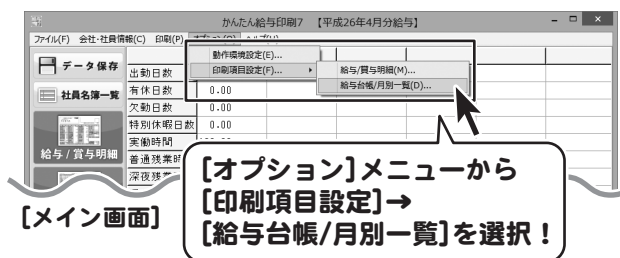 かんたん給与印刷7 【平成26年4月分給与】
ファイル(F) 会社・社員情報(C) 印刷(P)
動作環境設定(E)...
印刷項目設定(F)...
給与/賞与明細(M)...
給与台帳/月別一覧(D)...
データ保存
社員名簿一覧
給与/賞与明細
出勤日数
有休日数 0.00
欠勤日数 0.00
特別休暇日数 0.00
実働時間
普通残業時
[オプション]メニューから
[印刷項目設定]→
[給与台帳/月別一覧]を選択！
[メイン画面]